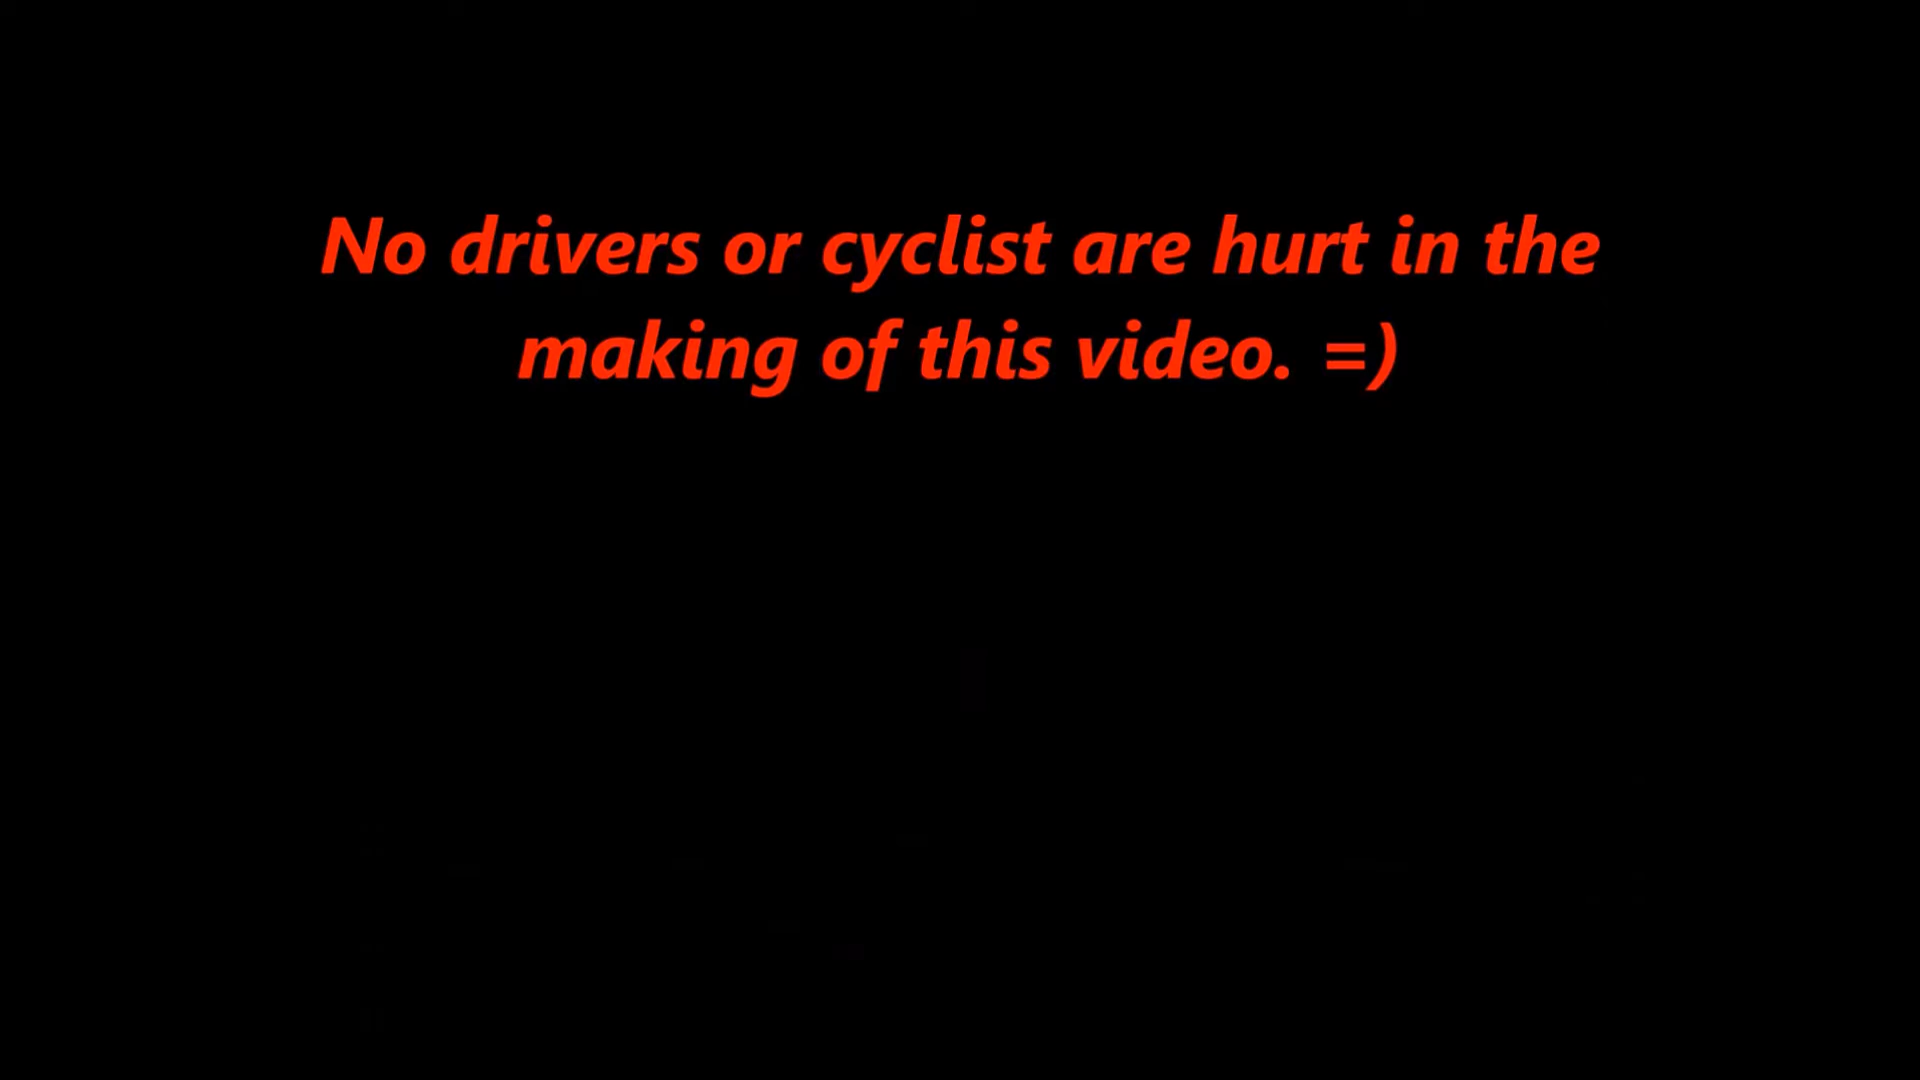 No drivers or cyclist are hurt in the
making of this video. =)